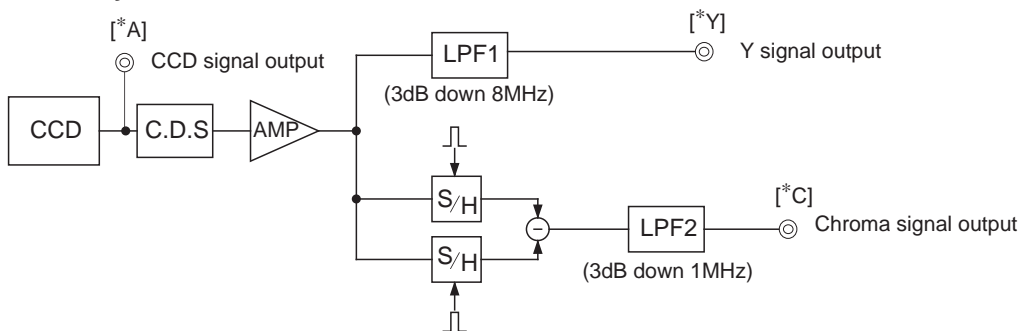 [*A]
CCD signal output
[*Y]
Y signal output
LPF1
(3dB down 8MHz)
CCD
C.D.S
AMP
S/H
[*C]
Chroma signal output
LPF2
(3dB down 1MHz)
S/H